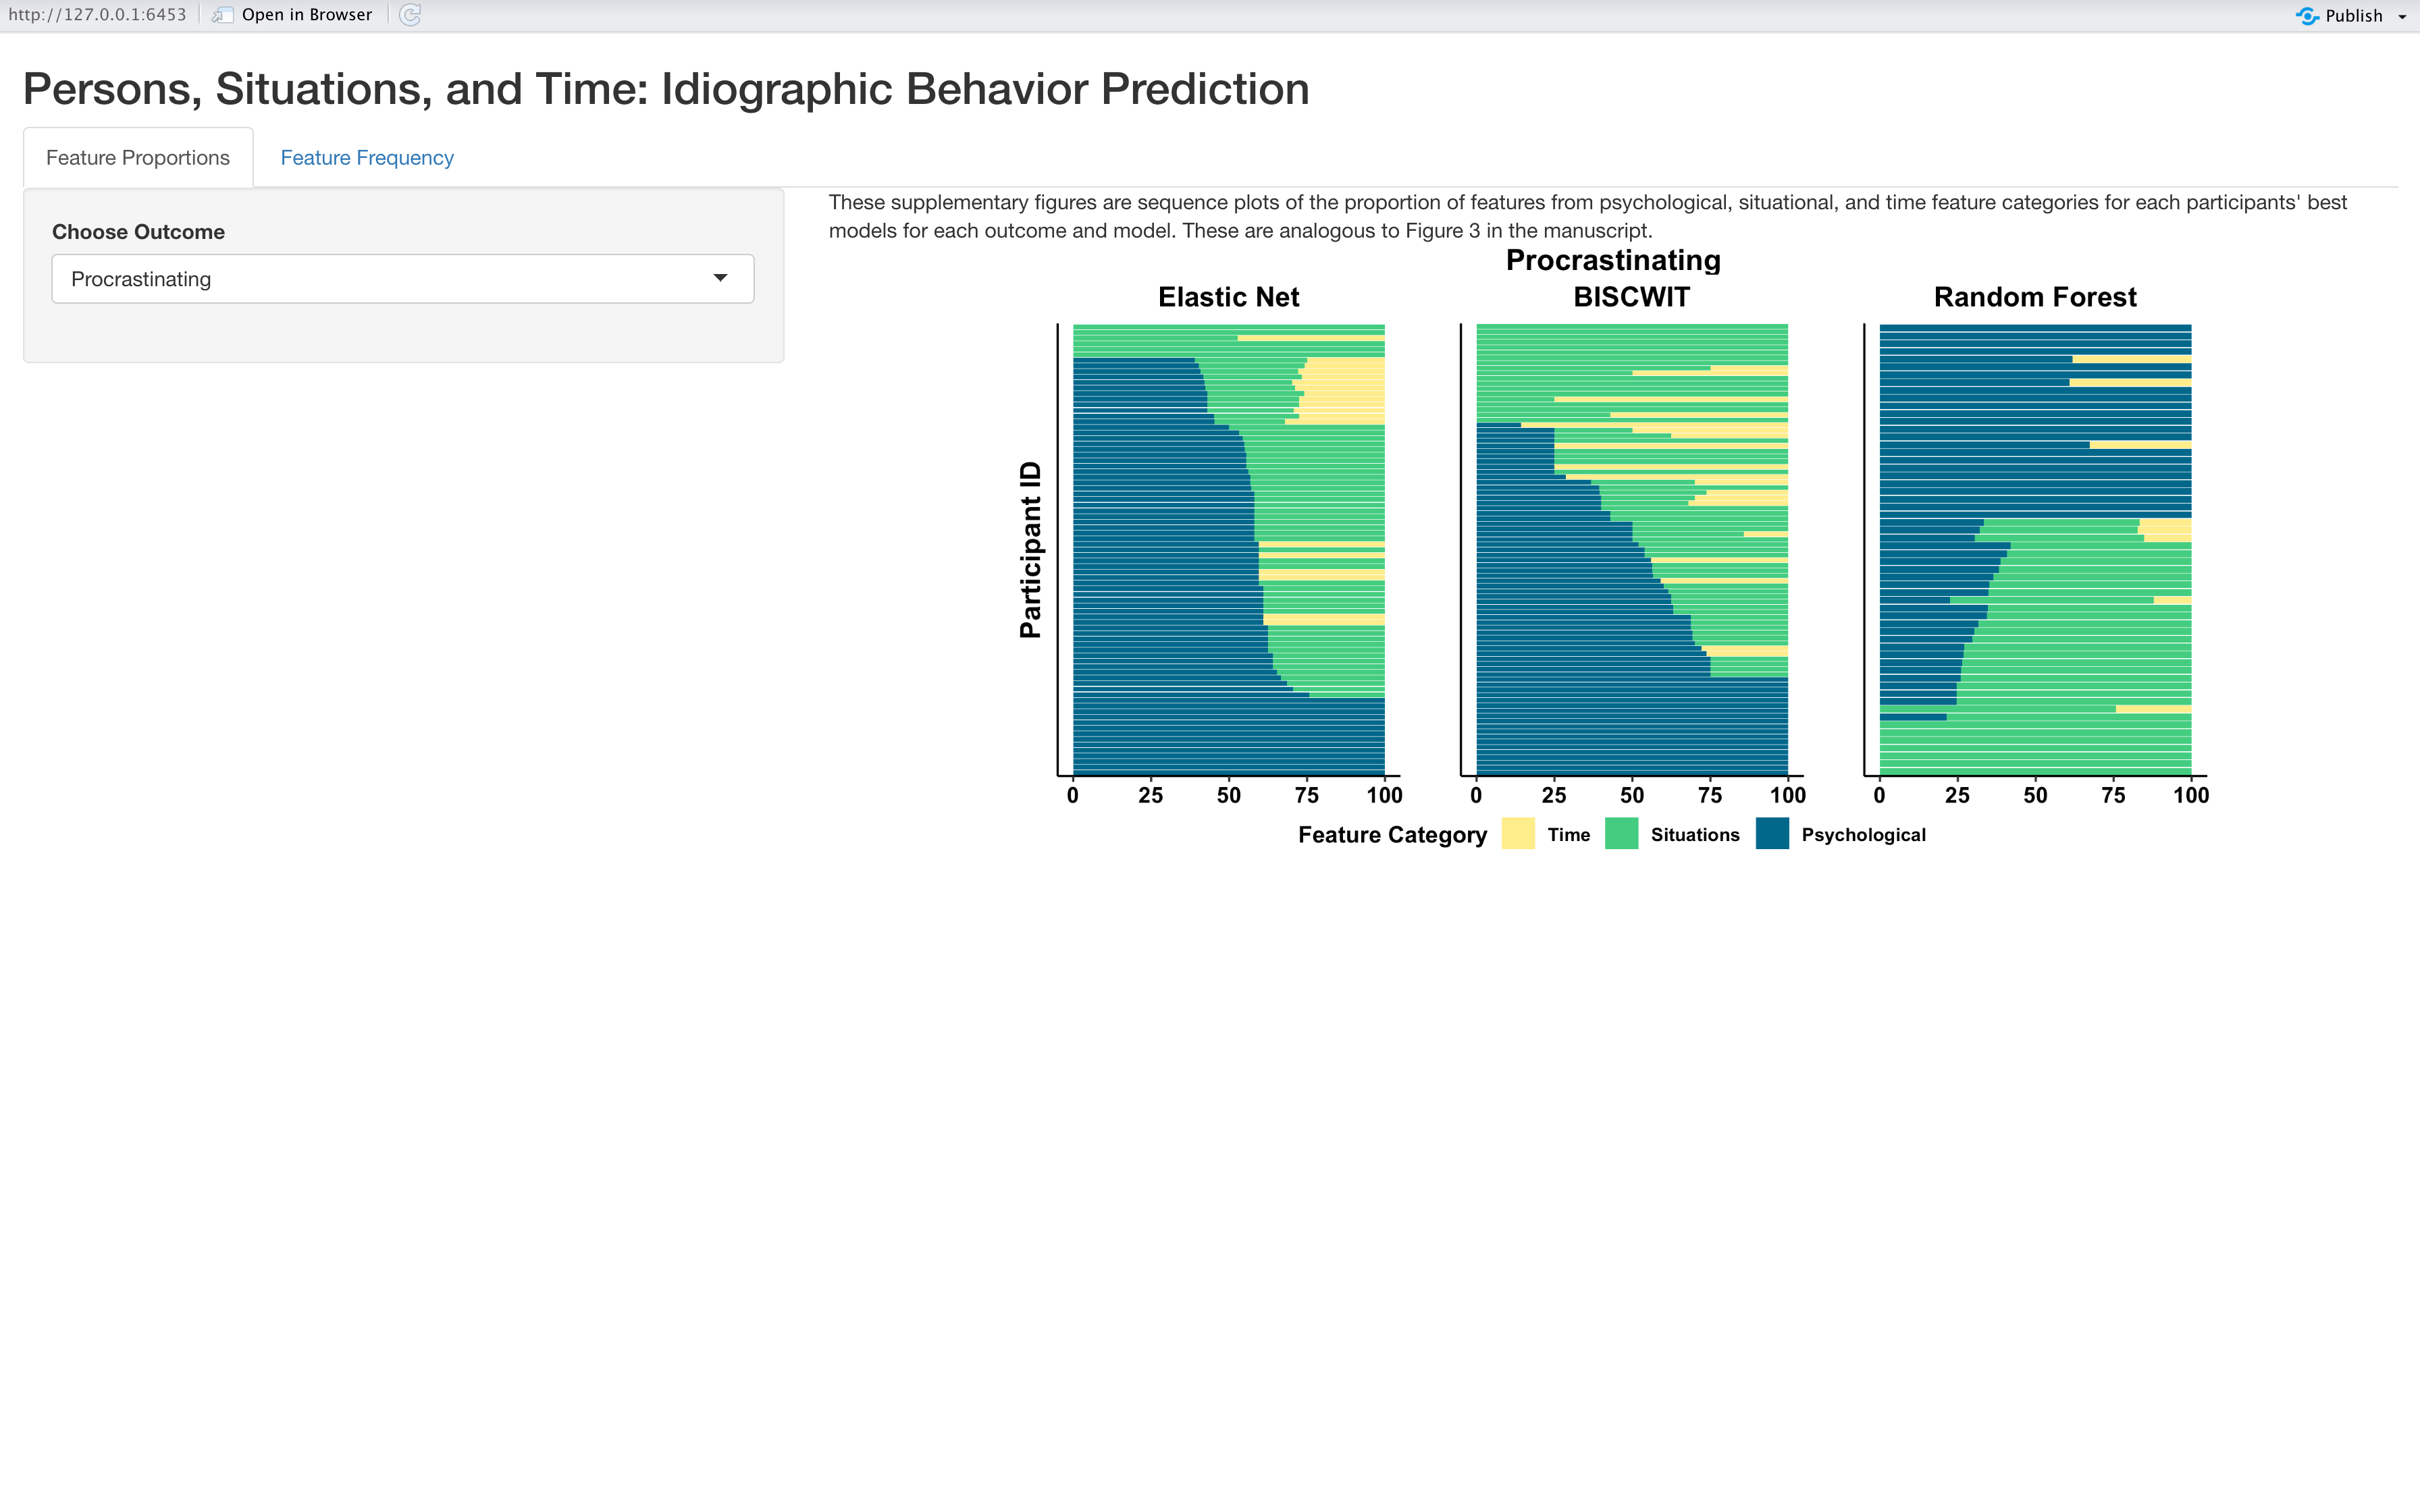 http://127.0.0.1:6453 Open in Browser Publish
Persons, Situations, and Time: Idiographic Behavior Prediction
Feature Proportions Feature Frequency
Choose Outcome
Procrastinating
These supplementary figures are sequence plots of the proportion of features from psychological, situational, and time feature categories for each participants' best
models for each outcome and model. These are analogous to Figure 3 in the manuscript.
Procrastinating
Elastic Net BISCWIT Random Forest
Participant ID
0 25 50 75 100 0 25 50 75 100 0 25 50 75 100
Feature Category Time Situations Psychological